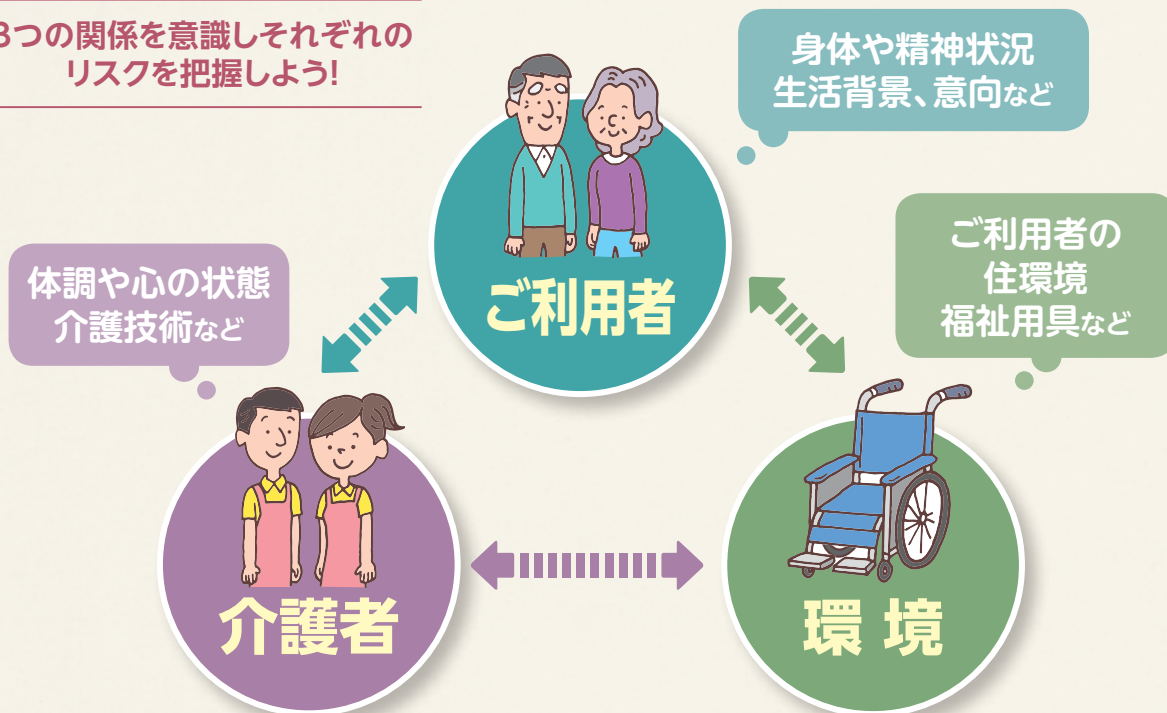 3つの関係を意識しそれぞれの
リスクを把握しよう!
身体や精神状況
生活背景、意向など
ご利用者の
住環境
福祉用具など
体調や心の状態
介護技術など
ご利用者
介護者
環 境